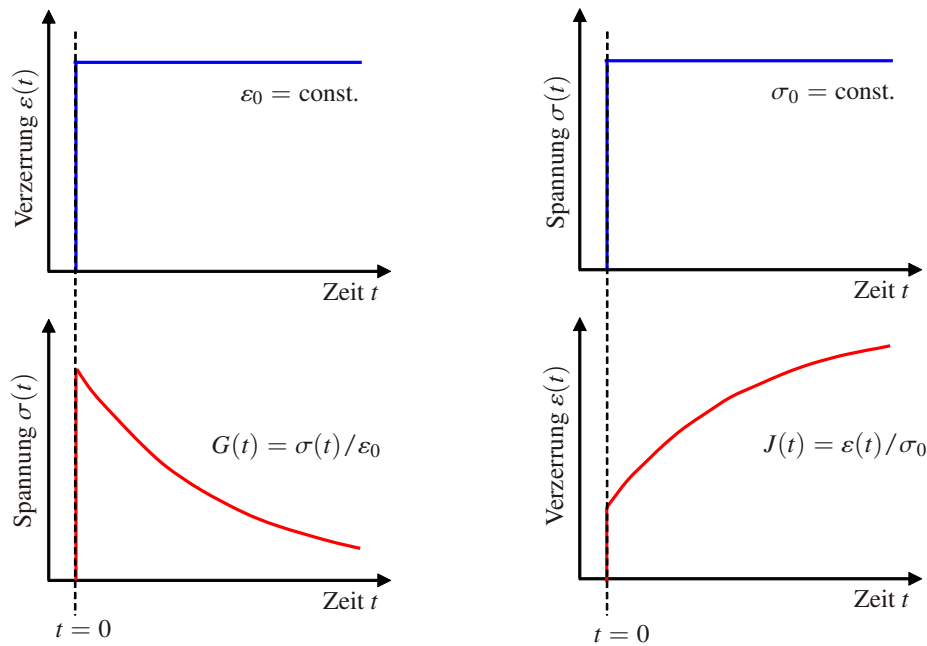 Verzerrung ε(t)
ε₀ = const.
Zeit t
Spannung σ(t)
σ₀ = const.
Zeit t
Spannung σ(t)
G(t) = σ(t)/ε₀
Zeit t
t = 0
Verzerrung ε(t)
J(t) = ε(t)/σ₀
Zeit t
t = 0